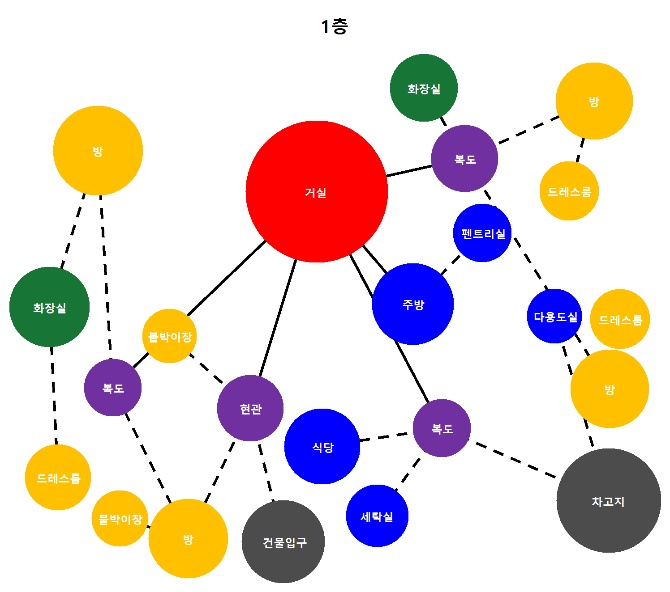 1층
화장실
방
방
복도
거실
드레스룸
펜트리실
화장실
주방
다용도실
드레스룸
붙박이장
복도
방
현관
복도
식당
드레스룸
차고지
세탁실
붙박이장
방
건물입구